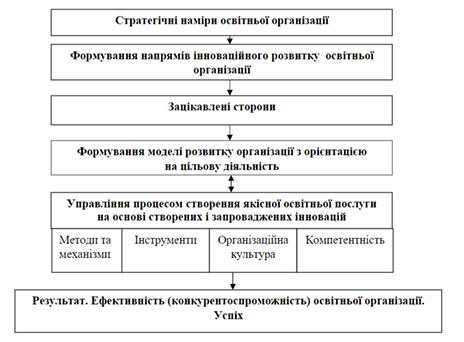 Стратегічні наміри освітньої організації
Формування напрямів інноваційного розвитку освітньої
організації
Зацікавлені сторони
Формування моделі розвитку організації з орієнтацією
на цільову діяльність
Управління процесом створення якісної освітньої послуги
на основі створених і запроваджених інновацій
Методи та
механізми
Інструменти
Організаційна
культура
Компетентність
Результат. Ефективність (конкурентоспроможність) освітньої організації.
Успіх